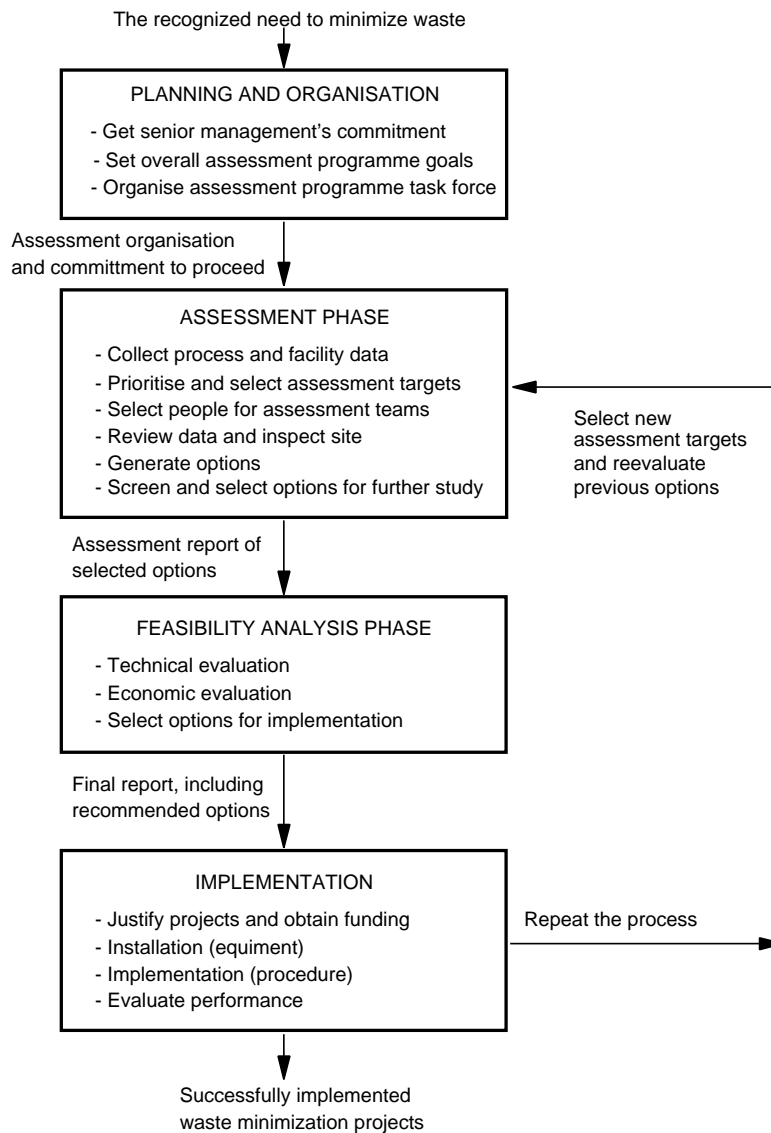 The recognized need to minimize waste
PLANNING AND ORGANISATION
- Get senior management's commitment
- Set overall assessment programme goals
- Organise assessment programme task force
Assessment organisation
and committment to proceed
ASSESSMENT PHASE
- Collect process and facility data
- Prioritise and select assessment targets
- Select people for assessment teams
- Review data and inspect site
- Generate options
- Screen and select options for further study
Select new
assessment targets
and reevaluate
previous options
Assessment report of
selected options
FEASIBILITY ANALYSIS PHASE
- Technical evaluation
- Economic evaluation
- Select options for implementation
Final report, including
recommended options
IMPLEMENTATION
- Justify projects and obtain funding
- Installation (equiment)
- Implementation (procedure)
- Evaluate performance
Repeat the process
Successfully implemented
waste minimization projects